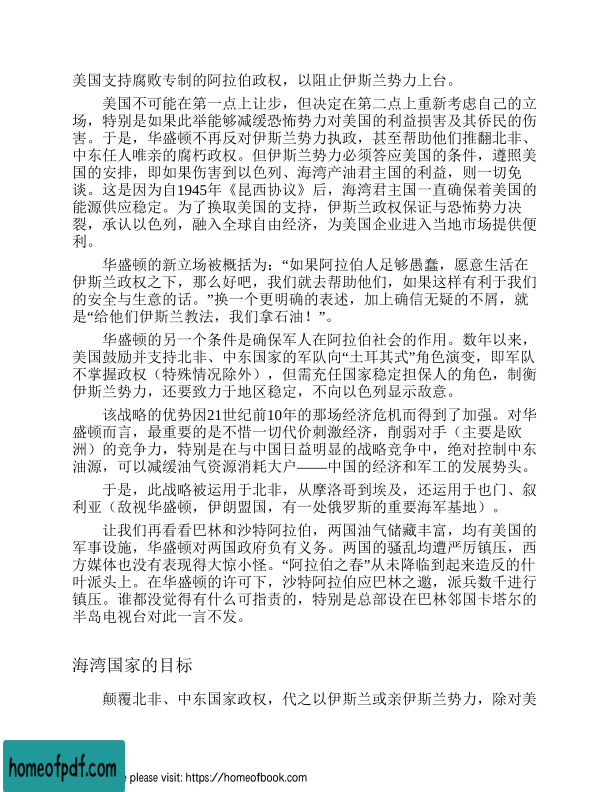 美国支持腐败专制的阿拉伯政权，以阻止伊斯兰势力上台。
美国不可能在第一点上让步，但决定在第二点上重新考虑自己的立
场，特别是如果此举能够减缓恐怖势力对美国的利益损害及其侨民的伤
害。于是，华盛顿不再反对伊斯兰势力执政，甚至帮助他们推翻北非、
中东任人唯亲的腐朽政权。但伊斯兰势力必须答应美国的条件，遵照美
国的安排，即如果伤害到以色列、海湾产油君主国的利益，则一切免
谈。这是因为自1945年《昆西协议》后，海湾君主国一直确保着美国的
能源供应稳定。为了换取美国的支持，伊斯兰政权保证与恐怖势力决
裂，承认以色列，融入全球自由经济，为美国企业进入当地市场提供便
利。
华盛顿的新立场被概括为：“如果阿拉伯人足够愚蠢，愿意生活在
伊斯兰政权之下，那么好吧，我们就去帮助他们，如果这样有利于我们
的安全与生意的话。”换一个更明确的表述，加上确信无疑的不屑，就
是“给他们伊斯兰教法，我们拿石油！”。
华盛顿的另一个条件是确保军人在阿拉伯社会的作用。数年以来，
美国鼓励并支持北非、中东国家的军队向“土耳其式”角色演变，即军队
不掌握政权（特殊情况除外），但需充任国家稳定担保人的角色，制衡
伊斯兰势力，还要致力于地区稳定，不向以色列显示敌意。
该战略的优势因21世纪前10年的那场经济危机而得到了加强。对华
盛顿而言，最重要的是不惜一切代价刺激经济，削弱对手（主要是欧
洲）的竞争力，特别是在与中国日益明显的战略竞争中，绝对控制中东
油源，可以减缓油气资源消耗大户——中国的经济和军工的发展势头。
于是，此战略被运用于北非，从摩洛哥到埃及，还运用于也门、叙
利亚（敌视华盛顿，伊朗盟国，有一处俄罗斯的重要海军基地）。
让我们再看看巴林和沙特阿拉伯，两国油气储藏丰富，均有美国的
军事设施，华盛顿对两国政府负有义务。两国的骚乱均遭严厉镇压，西
方媒体也没有表现得大惊小怪。“阿拉伯之春”从未降临到起来造反的什
叶派头上。在华盛顿的许可下，沙特阿拉伯应巴林之邀，派兵数千进行
镇压。谁都没觉得有什么可指责的，特别是总部设在巴林邻国卡塔尔的
半岛电视台对此一言不发。
海湾国家的目标
颠覆北非、中东国家政权，代之以伊斯兰或亲伊斯兰势力，除对美
homeofpdf.com
e please visit: https://homeofbook.com